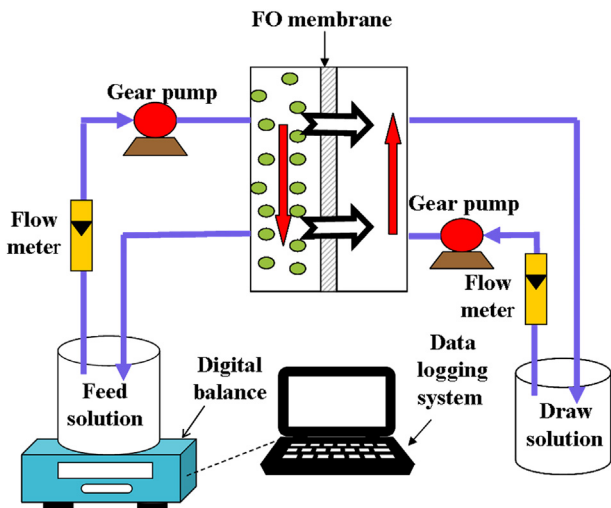 FO membrane
Gear pump
Gear pump
Flow
meter
Flow
meter
Digital
balance
Data
logging
system
Feed
solution
Draw
solution